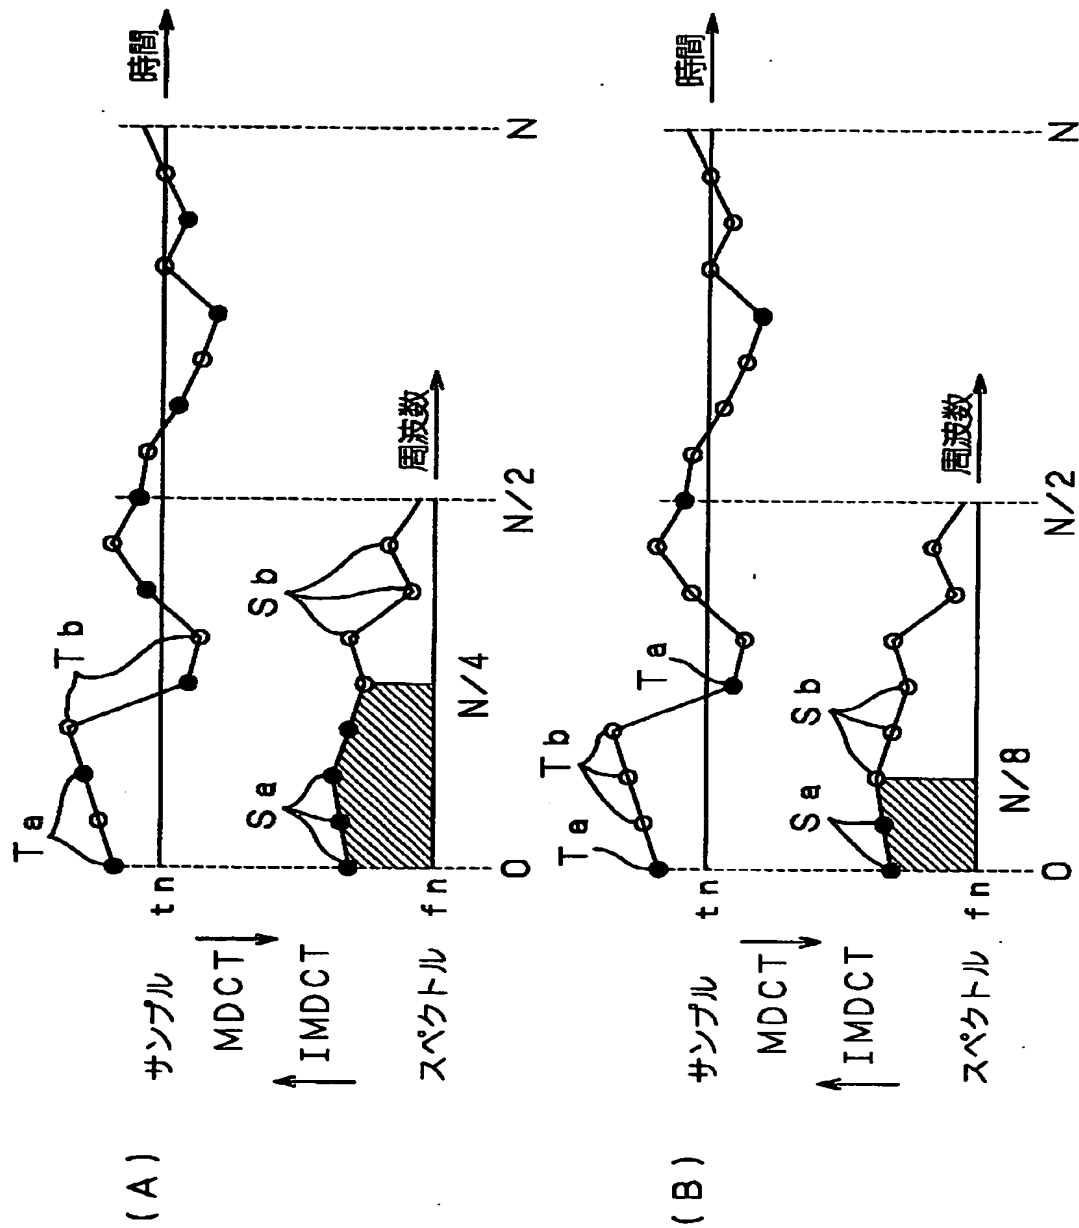 (A)
Ta
Tb
時間
サンプル tn
MDCT
IMDCT
Sa
Sb
周波数
スペクトル fn
N/4
0
N/2
N
(B)
Ta
Tb
Ta
時間
サンプル tn
MDCT
IMDCT
Sa
Sb
周波数
スペクトル fn
N/8
0
N/2
N